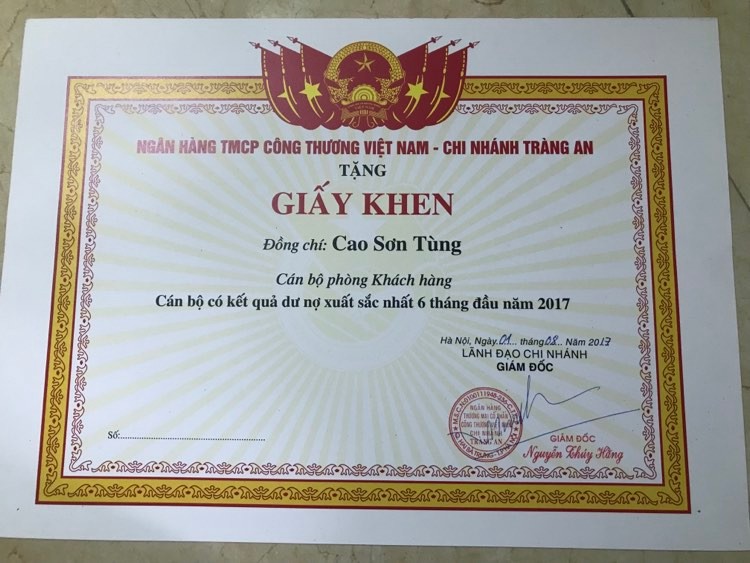 NGÂN HÀNG TMCP CÔNG THƯƠNG VIỆT NAM - CHI NHÁNH TRÀNG AN
TẶNG
GIẤY KHEN
Đồng chí: Cao Sơn Tùng
Cán bộ phòng Khách hàng
Cán bộ có kết quả dư nợ xuất sắc nhất 6 tháng đầu năm 2017
Hà Nội, Ngày 01 tháng 08 Năm 2017
LÃNH ĐẠO CHI NHÁNH
GIÁM ĐỐC
NGÂN HÀNG
THƯƠNG MẠI CỔ PHẦN
CÔNG THƯƠNG VIỆT NAM
CHI NHÁNH
TRÀNG AN
Số:
GIÁM ĐỐC
Nguyễn Thúy Hằng